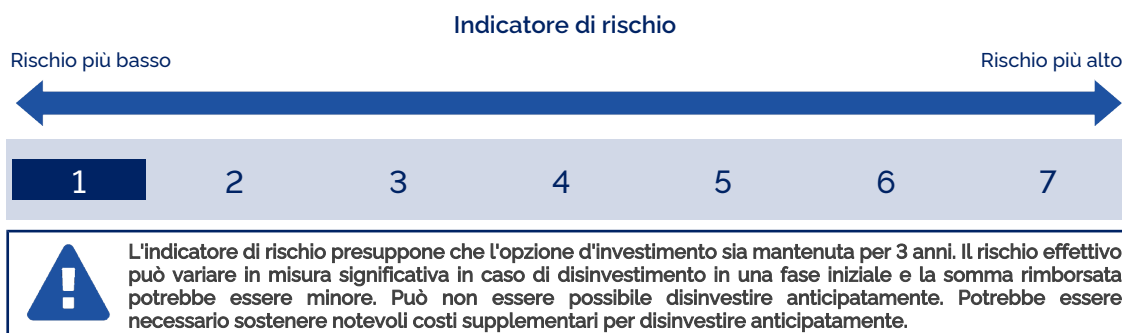 Indicatore di rischio
Rischio più basso Rischio più alto
1 2 3 4 5 6 7
L'indicatore di rischio presuppone che l'opzione d'investimento sia mantenuta per 3 anni. Il rischio effettivo
può variare in misura significativa in caso di disinvestimento in una fase iniziale e la somma rimborsata
potrebbe essere minore. Può non essere possibile disinvestire anticipatamente. Potrebbe essere
necessario sostenere notevoli costi supplementari per disinvestire anticipatamente.